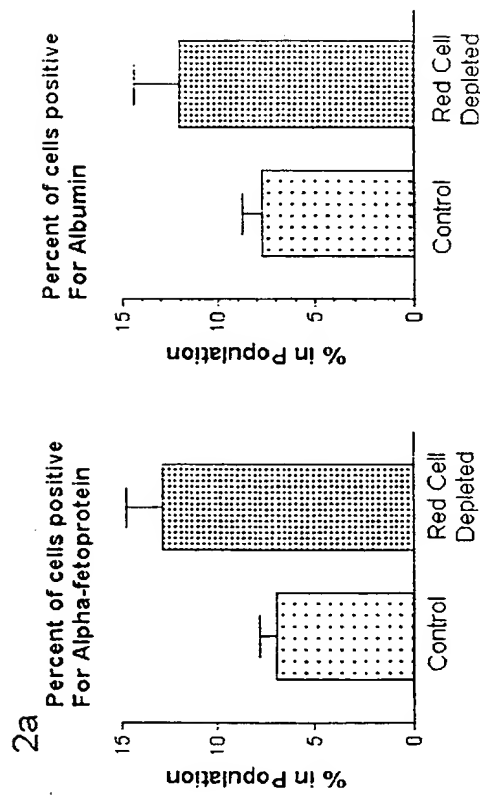 2a
Percent of cells positive
For Alpha-fetoprotein
15
10
5
0
% in Population
Control
Red Cell
Depleted
Percent of cells positive
For Albumin
15
10
5
0
% in Population
Control
Red Cell
Depleted